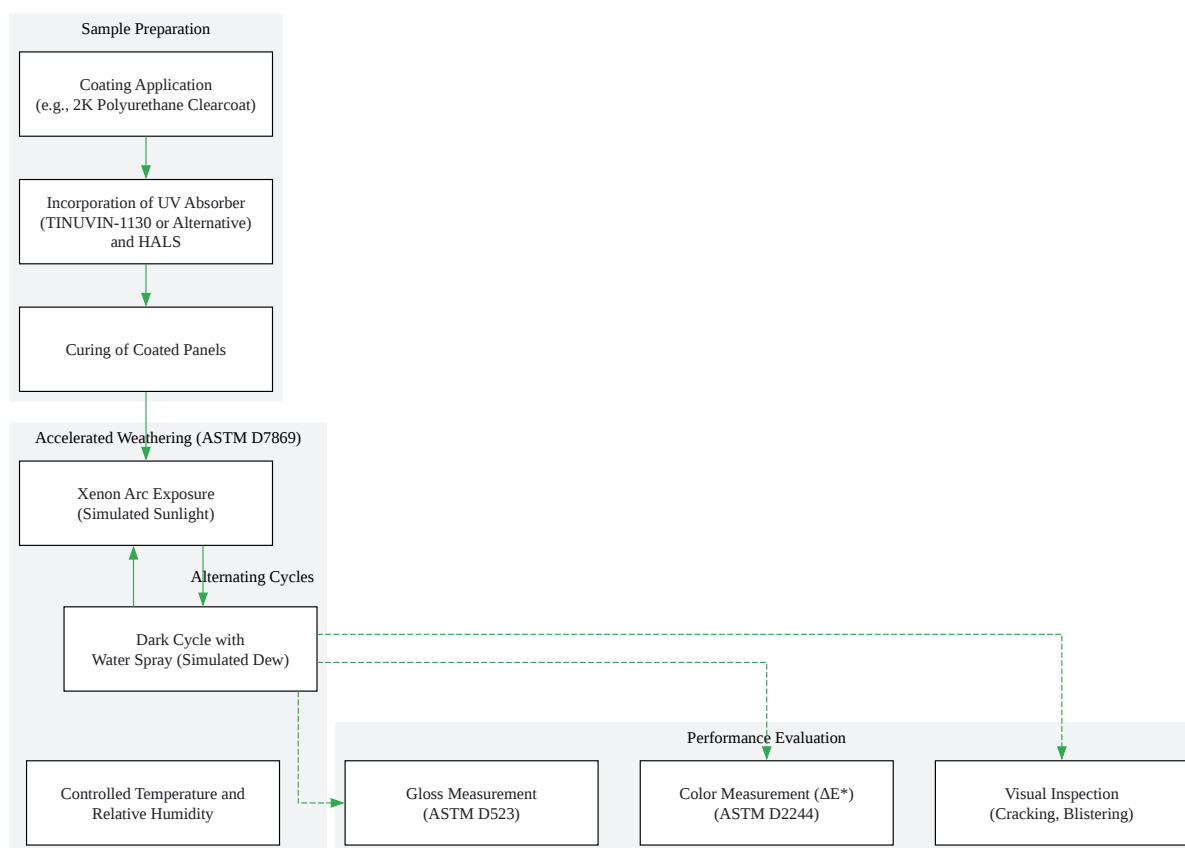 Sample Preparation
Coating Application
(e.g., 2K Polyurethane Clearcoat)
Incorporation of UV Absorber
(TINUVIN-1130 or Alternative)
and HALS
Curing of Coated Panels
Accelerated Weathering (ASTM D7869)
Xenon Arc Exposure
(Simulated Sunlight)
Alternating Cycles
Dark Cycle with
Water Spray (Simulated Dew)
Controlled Temperature and
Relative Humidity
Performance Evaluation
Gloss Measurement
(ASTM D523)
Color Measurement (ΔE*)
(ASTM D2244)
Visual Inspection
(Cracking, Blistering)